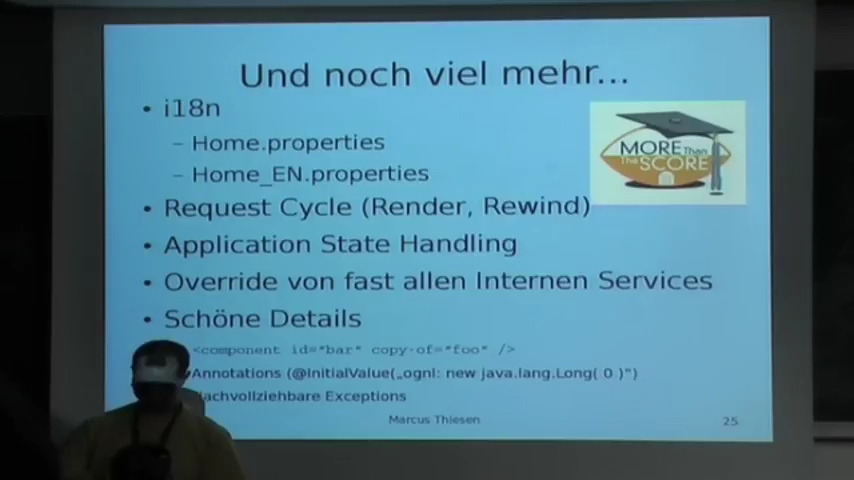 Und noch viel mehr...
• i18n
– Home.properties
– Home_EN.properties
MORE Than
The SCORE
• Request Cycle (Render, Rewind)
• Application State Handling
• Override von fast allen Internen Services
• Schöne Details
<component id="bar" copy-of="foo" />
Annotations (@InitialValue(„ognl: new java.lang.Long( 0 )")
achvollziehbare Exceptions
Marcus Thiesen
25